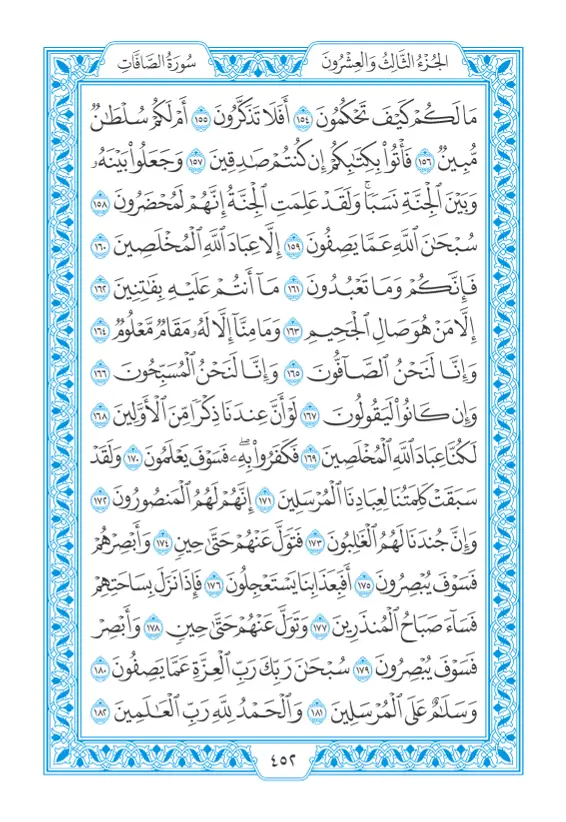 الجُزْءُ الثَّالِثُ وَالعِشْرُونَ
سُورَةُ الصَّافَّاتِ
مَا لَكُمْ كَيْفَ تَحْكُمُونَ ١٥٤ أَفَلَا تَذَكَّرُونَ ١٥٥ أَمْ لَكُمْ سُلْطَٰنٌ
مُّبِينٌ ١٥٦ فَأْتُوا۟ بِكِتَٰبِكُمْ إِن كُنتُمْ صَٰدِقِينَ ١٥٧ وَجَعَلُوا۟ بَيْنَهُۥ
وَبَيْنَ ٱلْجِنَّةِ نَسَبًا ۚ وَلَقَدْ عَلِمَتِ ٱلْجِنَّةُ إِنَّهُمْ لَمُحْضَرُونَ ١٥٨
سُبْحَٰنَ ٱللَّهِ عَمَّا يَصِفُونَ ١٥٩ إِلَّا عِبَادَ ٱللَّهِ ٱلْمُخْلَصِينَ ١٦٠
فَإِنَّكُمْ وَمَا تَعْبُدُونَ ١٦١ مَآ أَنتُمْ عَلَيْهِ بِفَٰتِنِينَ ١٦٢
إِلَّا مَنْ هُوَ صَالِ ٱلْجَحِيمِ ١٦٣ وَمَا مِنَّآ إِلَّا لَهُۥ مَقَامٌ مَّعْلُومٌ ١٦٤
وَإِنَّا لَنَحْنُ ٱلصَّآفُّونَ ١٦٥ وَإِنَّا لَنَحْنُ ٱلْمُسَبِّحُونَ ١٦٦
وَإِن كَانُوا۟ لَيَقُولُونَ ١٦٧ لَوْ أَنَّ عِندَنَا ذِكْرًا مِّنَ ٱلْأَوَّلِينَ ١٦٨
لَكُنَّا عِبَادَ ٱللَّهِ ٱلْمُخْلَصِينَ ١٦٩ فَكَفَرُوا۟ بِهِۦ ۖ فَسَوْفَ يَعْلَمُونَ ١٧٠ وَلَقَدْ
سَبَقَتْ كَلِمَتُنَا لِعِبَادِنَا ٱلْمُرْسَلِينَ ١٧١ إِنَّهُمْ لَهُمُ ٱلْمَنصُورُونَ ١٧٢
وَإِنَّ جُندَنَا لَهُمُ ٱلْغَٰلِبُونَ ١٧٣ فَتَوَلَّ عَنْهُمْ حَتَّىٰ حِينٍ ١٧٤ وَأَبْصِرْهُمْ
فَسَوْفَ يُبْصِرُونَ ١٧٥ أَفَبِعَذَابِنَا يَسْتَعْجِلُونَ ١٧٦ فَإِذَا نَزَلَ بِسَاحَتِهِمْ
فَسَآءَ صَبَاحُ ٱلْمُنذَرِينَ ١٧٧ وَتَوَلَّ عَنْهُمْ حَتَّىٰ حِينٍ ١٧٨ وَأَبْصِرْ
فَسَوْفَ يُبْصِرُونَ ١٧٩ سُبْحَٰنَ رَبِّكَ رَبِّ ٱلْعِزَّةِ عَمَّا يَصِفُونَ ١٨٠
وَسَلَٰمٌ عَلَى ٱلْمُرْسَلِينَ ١٨١ وَٱلْحَمْدُ لِلَّهِ رَبِّ ٱلْعَٰلَمِينَ ١٨٢
٤٥٢